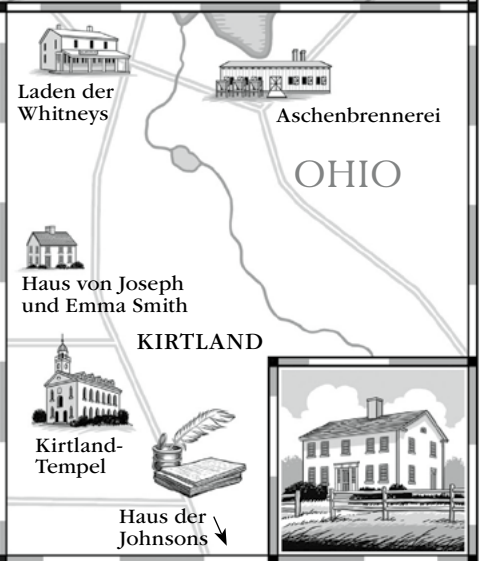 Laden der
Whitneys
Aschenbrennerei
OHIO
Haus von Joseph
und Emma Smith
KIRTLAND
Kirtland-
Tempel
Haus der
Johnsons